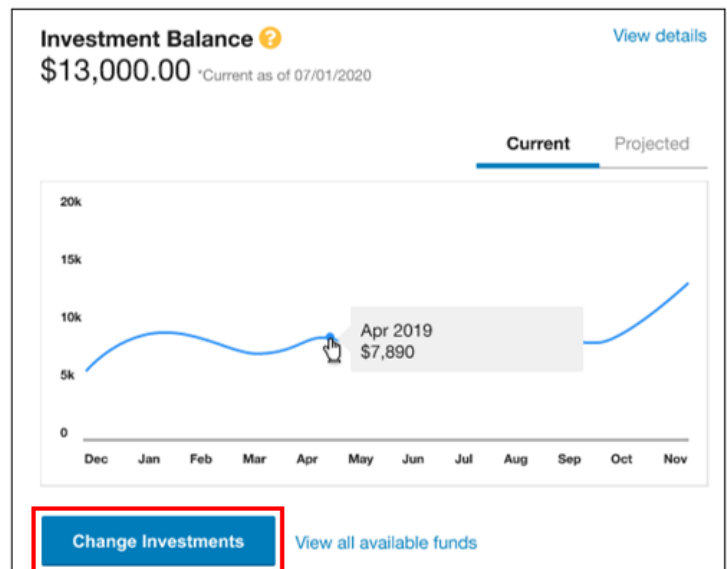 Investment Balance ?
View details
$13,000.00 *Current as of 07/01/2020
Current Projected
20k
15k
10k
5k
0
Apr 2019
$7,890
Dec Jan Feb Mar Apr May Jun Jul Aug Sep Oct Nov
Change Investments
View all available funds